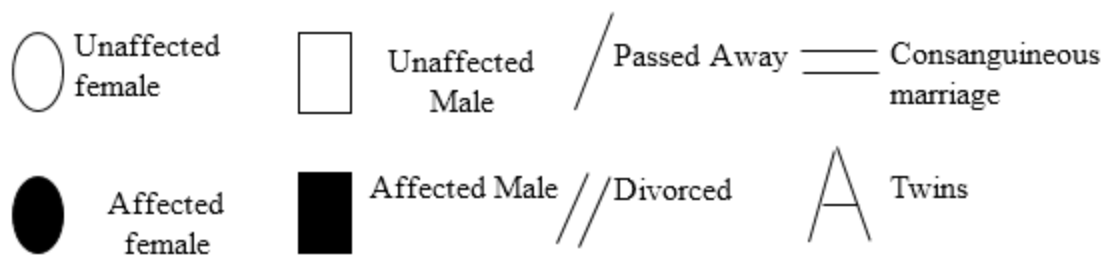 Unaffected
female
Unaffected
Male
Passed Away
Consanguineous
marriage
Affected
female
Affected Male
Divorced
Twins